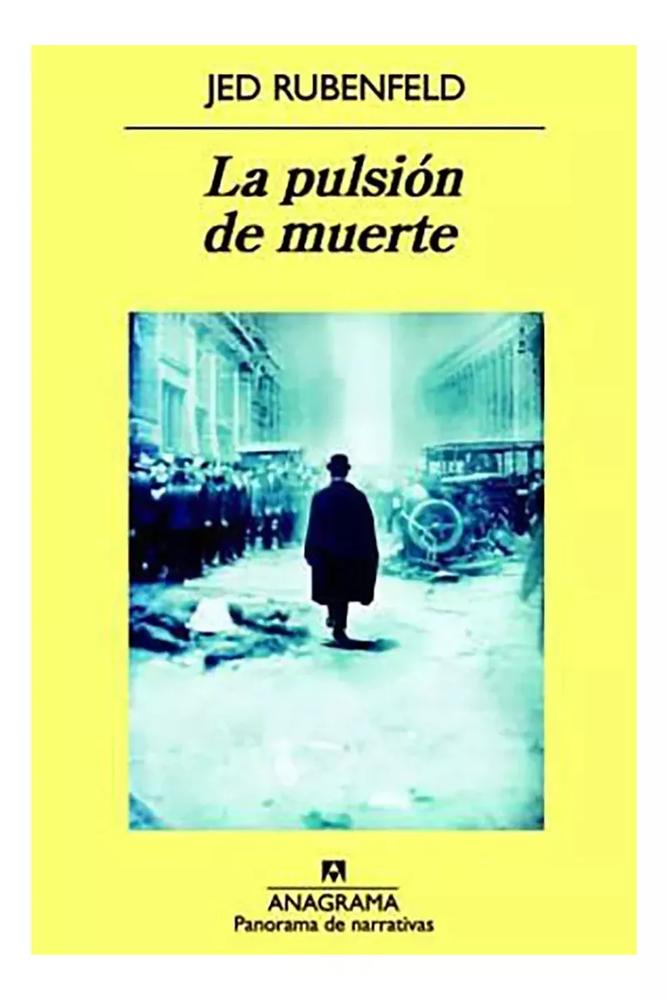 JED RUBENFELD
La pulsión
de muerte
ANAGRAMA
Panorama de narrativas